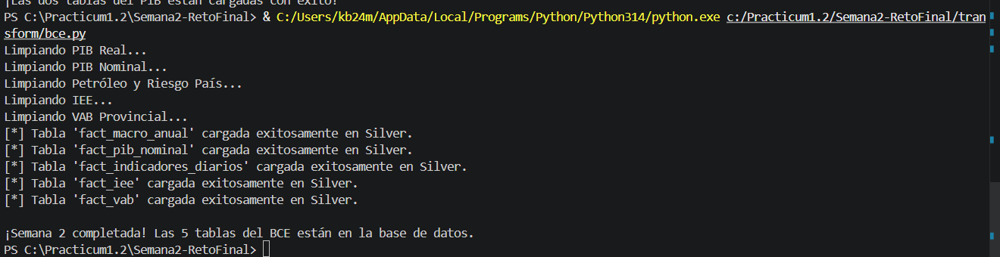 ¡Las dos tablas del PIB están cargadas con éxito!
PS C:\Practicum1.2\Semana2-RetoFinal> & C:/Users/kb24m/AppData/Local/Programs/Python/Python314/python.exe c:/Practicum1.2/Semana2-RetoFinal/tran
sform/bce.py
Limpiando PIB Real...
Limpiando PIB Nominal...
Limpiando Petróleo y Riesgo País...
Limpiando IEE...
Limpiando VAB Provincial...
[*] Tabla 'fact_macro_anual' cargada exitosamente en Silver.
[*] Tabla 'fact_pib_nominal' cargada exitosamente en Silver.
[*] Tabla 'fact_indicadores_diarios' cargada exitosamente en Silver.
[*] Tabla 'fact_iee' cargada exitosamente en Silver.
[*] Tabla 'fact_vab' cargada exitosamente en Silver.
¡Semana 2 completada! Las 5 tablas del BCE están en la base de datos.
PS C:\Practicum1.2\Semana2-RetoFinal>